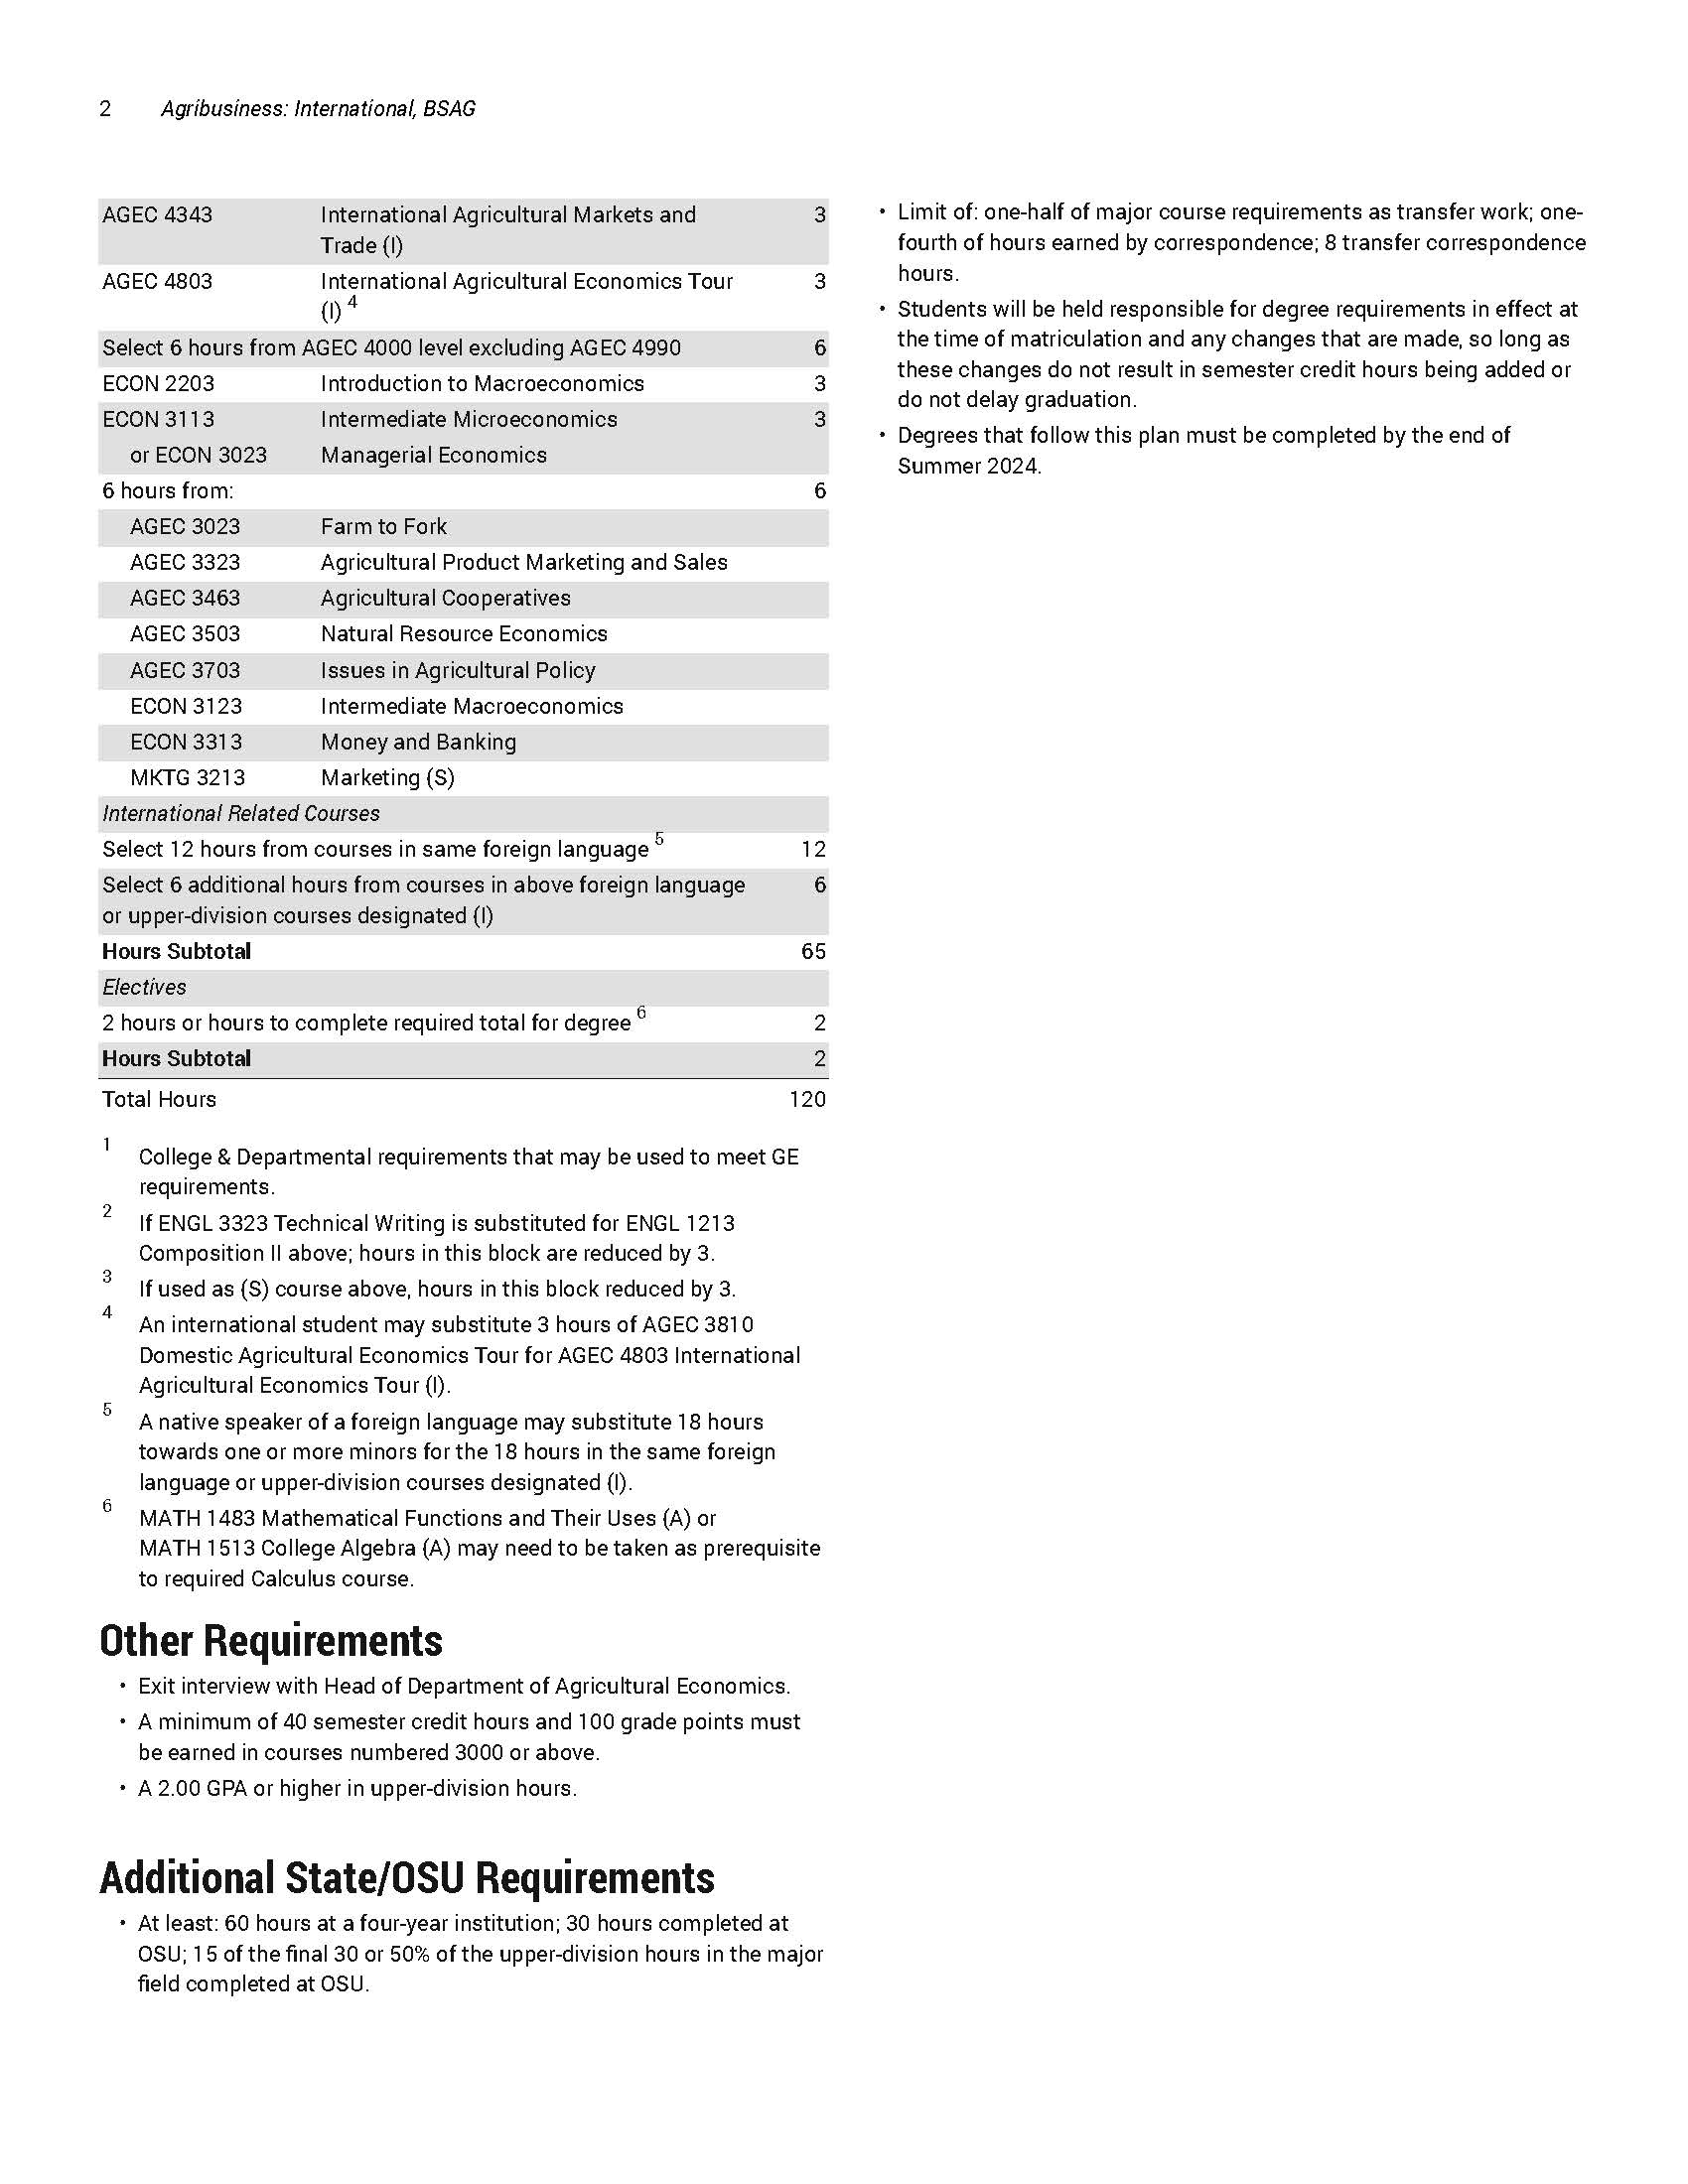 2 Agribusiness: International, BSAG
AGEC 4343 International Agricultural Markets and 3
Trade (I)
AGEC 4803 International Agricultural Economics Tour 3
(I) 4
Select 6 hours from AGEC 4000 level excluding AGEC 4990 6
ECON 2203 Introduction to Macroeconomics 3
ECON 3113 Intermediate Microeconomics 3
or ECON 3023 Managerial Economics
6 hours from: 6
AGEC 3023 Farm to Fork
AGEC 3323 Agricultural Product Marketing and Sales
AGEC 3463 Agricultural Cooperatives
AGEC 3503 Natural Resource Economics
AGEC 3703 Issues in Agricultural Policy
ECON 3123 Intermediate Macroeconomics
ECON 3313 Money and Banking
MKTG 3213 Marketing (S)
International Related Courses
Select 12 hours from courses in same foreign language 5 12
Select 6 additional hours from courses in above foreign language 6
or upper-division courses designated (I)
Hours Subtotal 65
Electives
2 hours or hours to complete required total for degree 6 2
Hours Subtotal 2
Total Hours 120
1 College & Departmental requirements that may be used to meet GE
requirements.
2 If ENGL 3323 Technical Writing is substituted for ENGL 1213
Composition II above; hours in this block are reduced by 3.
3 If used as (S) course above, hours in this block reduced by 3.
4 An international student may substitute 3 hours of AGEC 3810
Domestic Agricultural Economics Tour for AGEC 4803 International
Agricultural Economics Tour (I).
5 A native speaker of a foreign language may substitute 18 hours
towards one or more minors for the 18 hours in the same foreign
language or upper-division courses designated (I).
6 MATH 1483 Mathematical Functions and Their Uses (A) or
MATH 1513 College Algebra (A) may need to be taken as prerequisite
to required Calculus course.
Other Requirements
• Exit interview with Head of Department of Agricultural Economics.
• A minimum of 40 semester credit hours and 100 grade points must
be earned in courses numbered 3000 or above.
• A 2.00 GPA or higher in upper-division hours.
Additional State/OSU Requirements
• At least: 60 hours at a four-year institution; 30 hours completed at
OSU; 15 of the final 30 or 50% of the upper-division hours in the major
field completed at OSU.
• Limit of: one-half of major course requirements as transfer work; one-
fourth of hours earned by correspondence; 8 transfer correspondence
hours.
• Students will be held responsible for degree requirements in effect at
the time of matriculation and any changes that are made, so long as
these changes do not result in semester credit hours being added or
do not delay graduation.
• Degrees that follow this plan must be completed by the end of
Summer 2024.